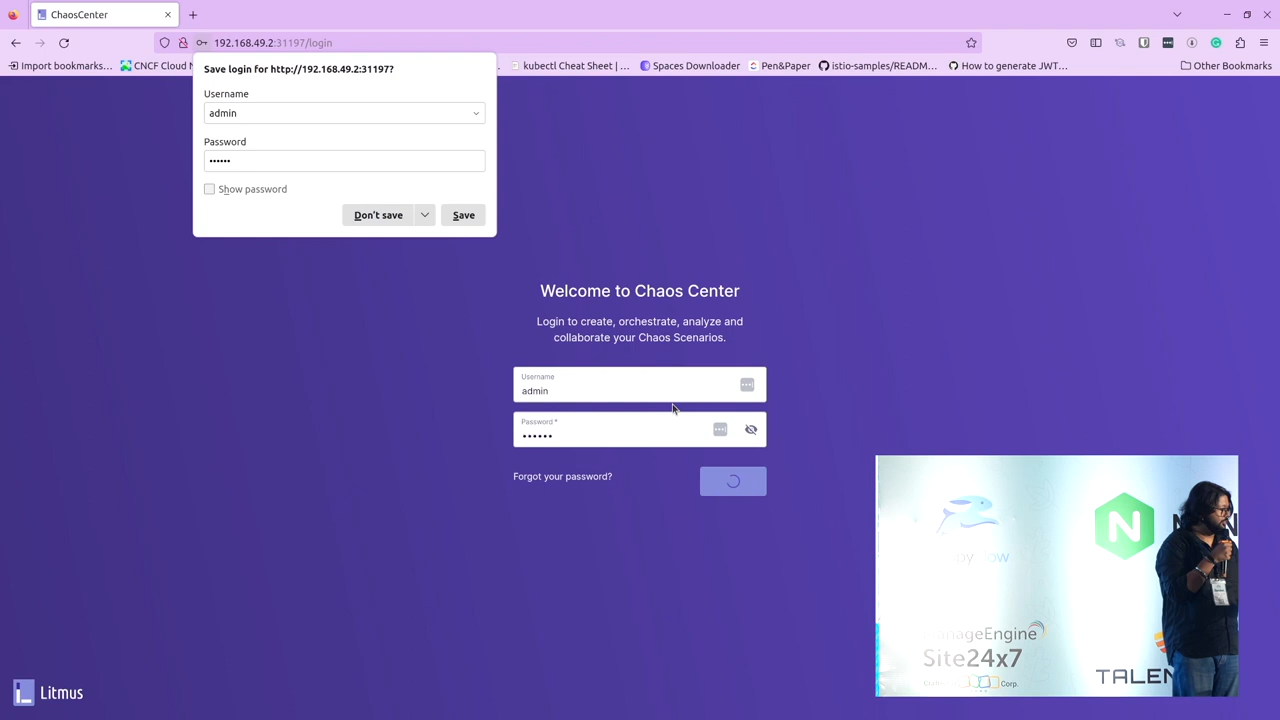 ChaosCenter
192.168.49.2:31197/login
Import bookmarks...
CNCF Cloud N
kubectl Cheat Sheet | ...
Spaces Downloader
Pen&Paper
istio-samples/READM...
How to generate JWT...
Other Bookmarks
Save login for http://192.168.49.2:31197?
Username
admin
Password
••••••
Show password
Don't save
Save
Welcome to Chaos Center
Login to create, orchestrate, analyze and
collaborate your Chaos Scenarios.
Username
admin
Password *
••••••
Forgot your password?
Litmus
N
ow
ManageEngine
Site24x7
Corp.
TALEN